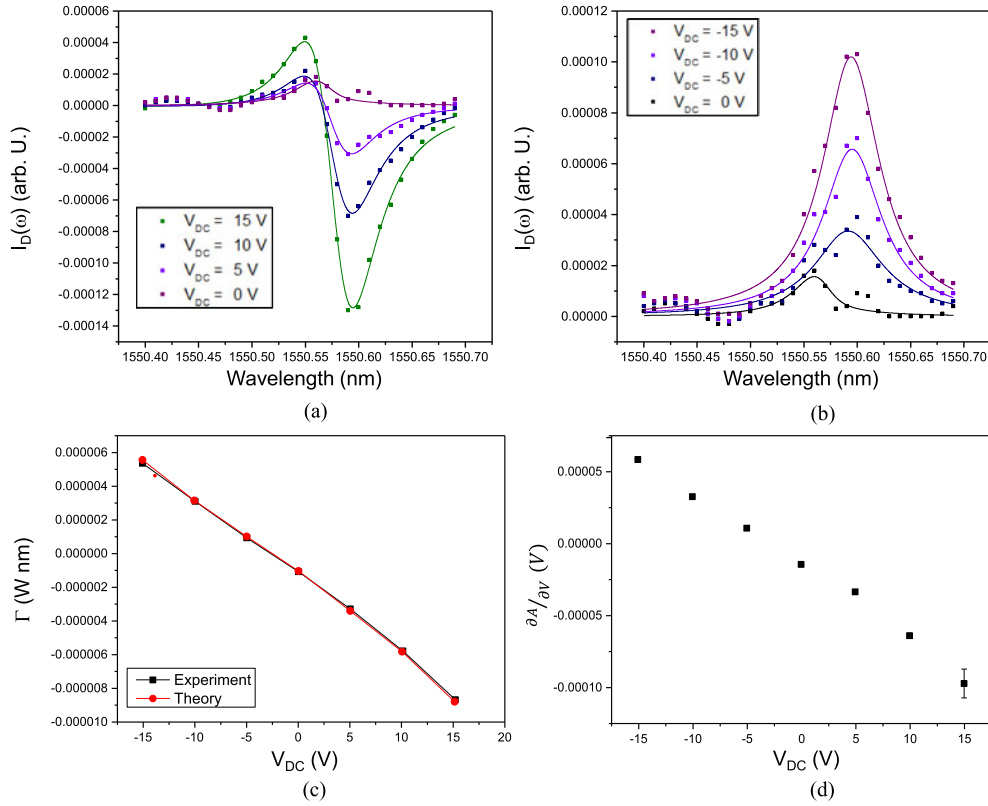 0.00004
0.00002
0.00000
-0.00002
-0.00004
-0.00006
-0.00008
-0.00010
-0.00012
-0.00014
I_D(ω) (arb. U.)
V_DC = 15 V
V_DC = 10 V
V_DC = 5 V
V_DC = 0 V
1550.40 1550.45 1550.50 1550.55 1550.60 1550.65 1550.70
Wavelength (nm)
(a)
0.00010
0.00008
0.00006
0.00004
0.00002
0.00000
I_D(ω) (arb. U.)
V_DC = -15 V
V_DC = -10 V
V_DC = -5 V
V_DC = 0 V
1550.40 1550.45 1550.50 1550.55 1550.60 1550.65 1550.70
Wavelength (nm)
(b)
0.000006
0.000004
0.000002
0.000000
-0.000002
-0.000004
-0.000006
-0.000008
-0.000010
Γ (W nm)
Experiment
Theory
-15 -10 -5 0 5 10 15 20
V_DC (V)
(c)
0.00005
0.00000
-0.00005
-0.00010
∂A/∂V (V)
-15 -10 -5 0 5 10 15
V_DC (V)
(d)